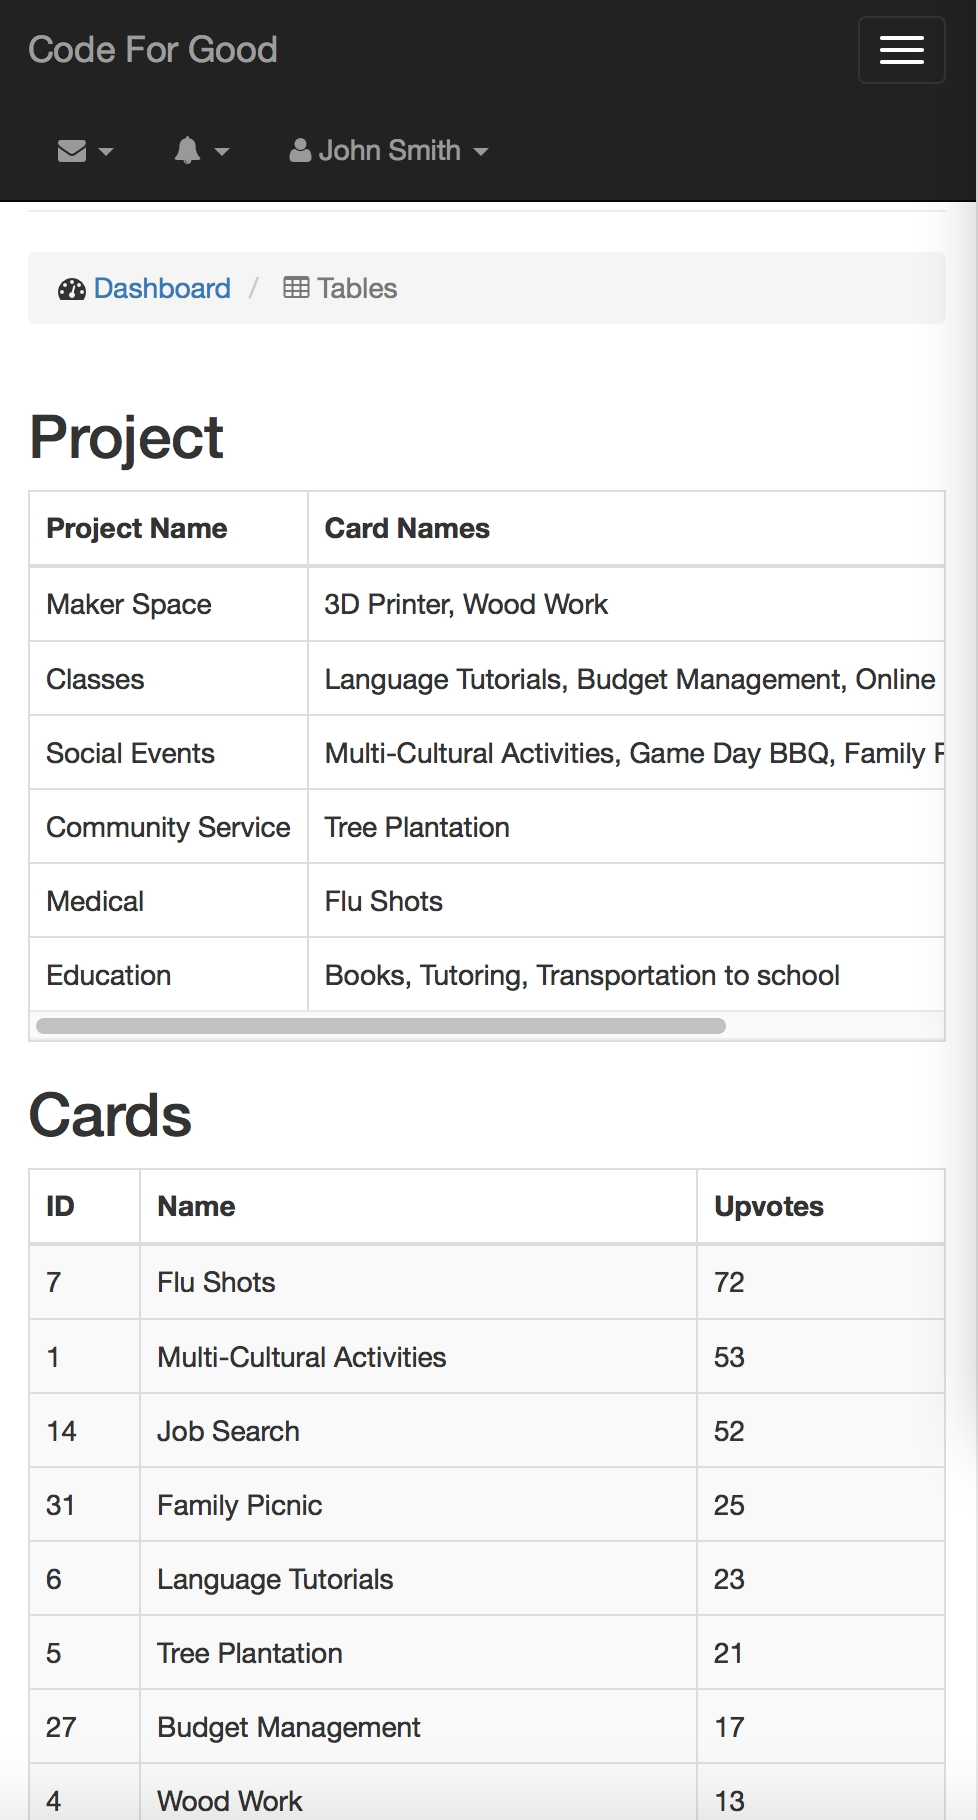 Code For Good
John Smith
Dashboard / Tables
Project
Project Name Card Names
Maker Space 3D Printer, Wood Work
Classes Language Tutorials, Budget Management, Online
Social Events Multi-Cultural Activities, Game Day BBQ, Family
Community Service Tree Plantation
Medical Flu Shots
Education Books, Tutoring, Transportation to school
Cards
ID Name Upvotes
7 Flu Shots 72
1 Multi-Cultural Activities 53
14 Job Search 52
31 Family Picnic 25
6 Language Tutorials 23
5 Tree Plantation 21
27 Budget Management 17
4 Wood Work 13